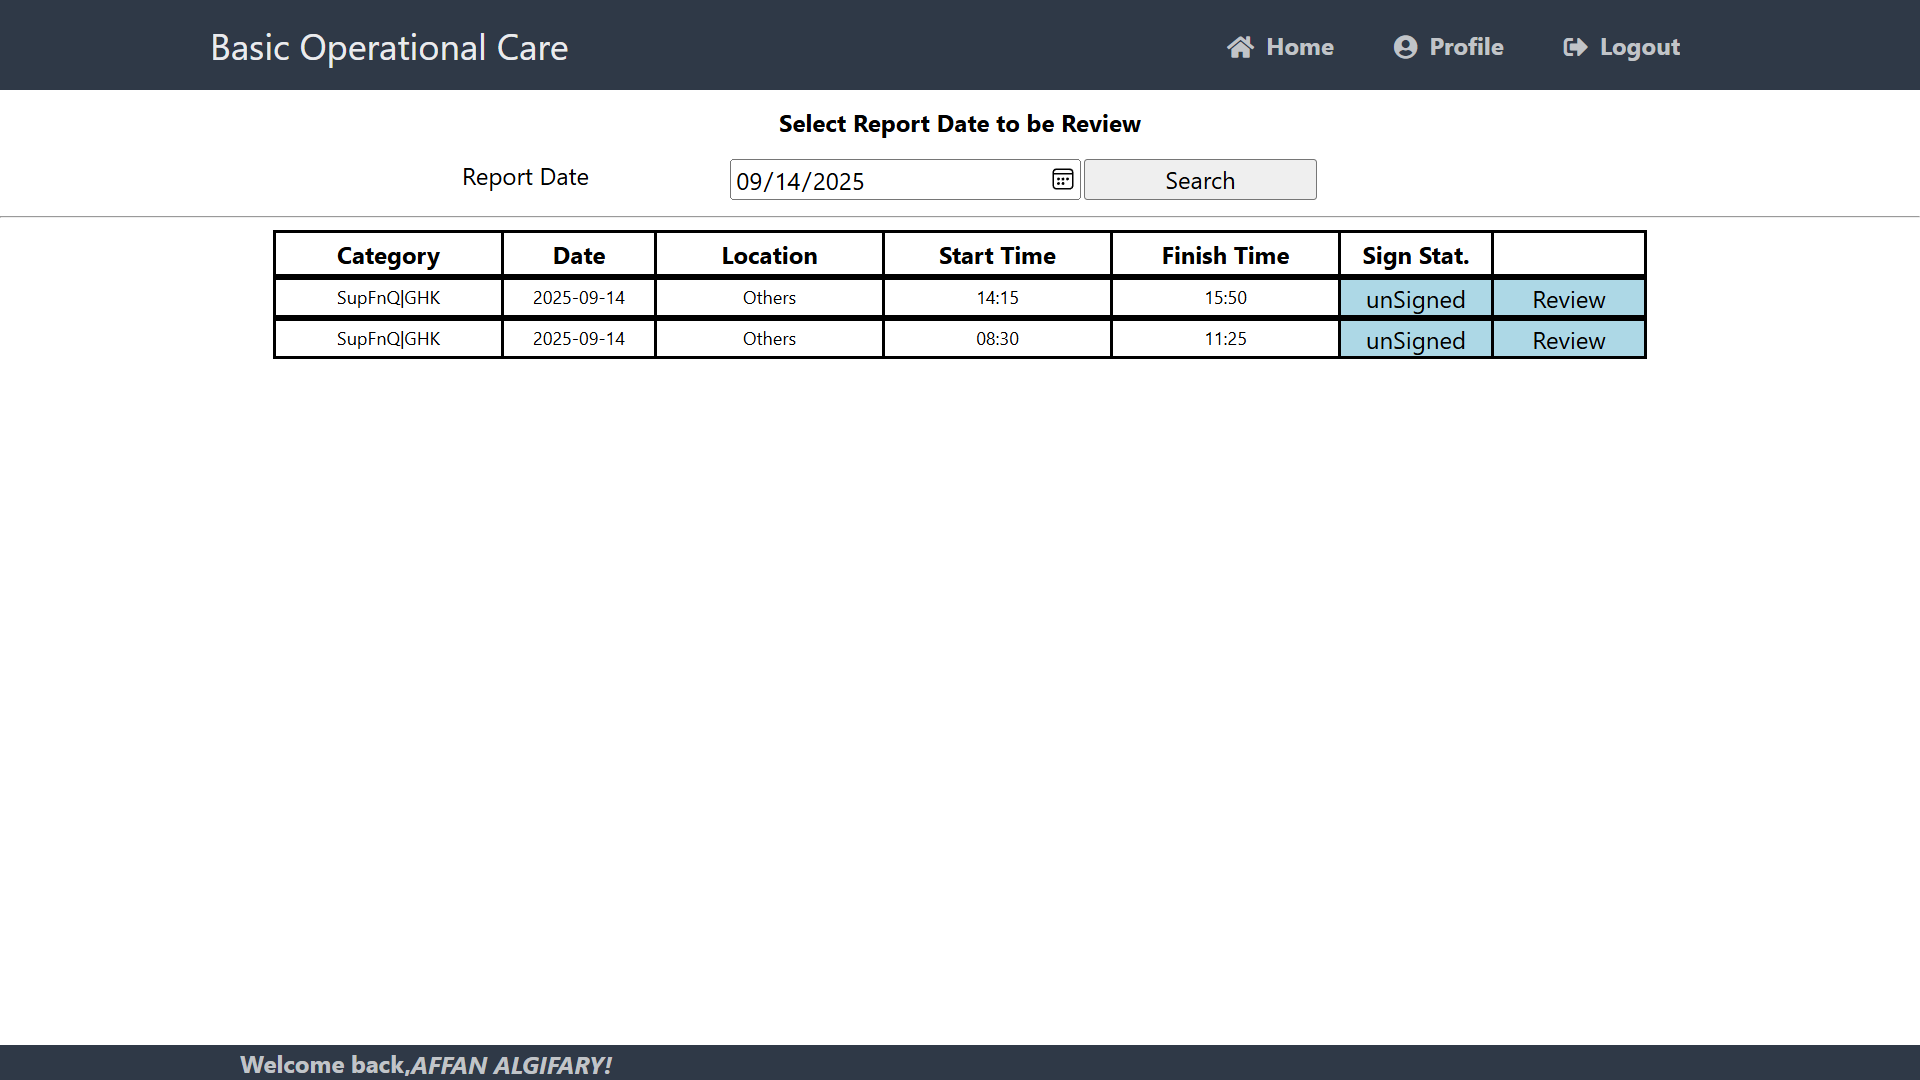 Basic Operational Care Home Profile Logout
Select Report Date to be Review
Report Date 09/14/2025 Search
Category Date Location Start Time Finish Time Sign Stat.
SupFnQ|GHK 2025-09-14 Others 14:15 15:50 unSigned Review
SupFnQ|GHK 2025-09-14 Others 08:30 11:25 unSigned Review
Welcome back,AFFAN ALGIFARY!